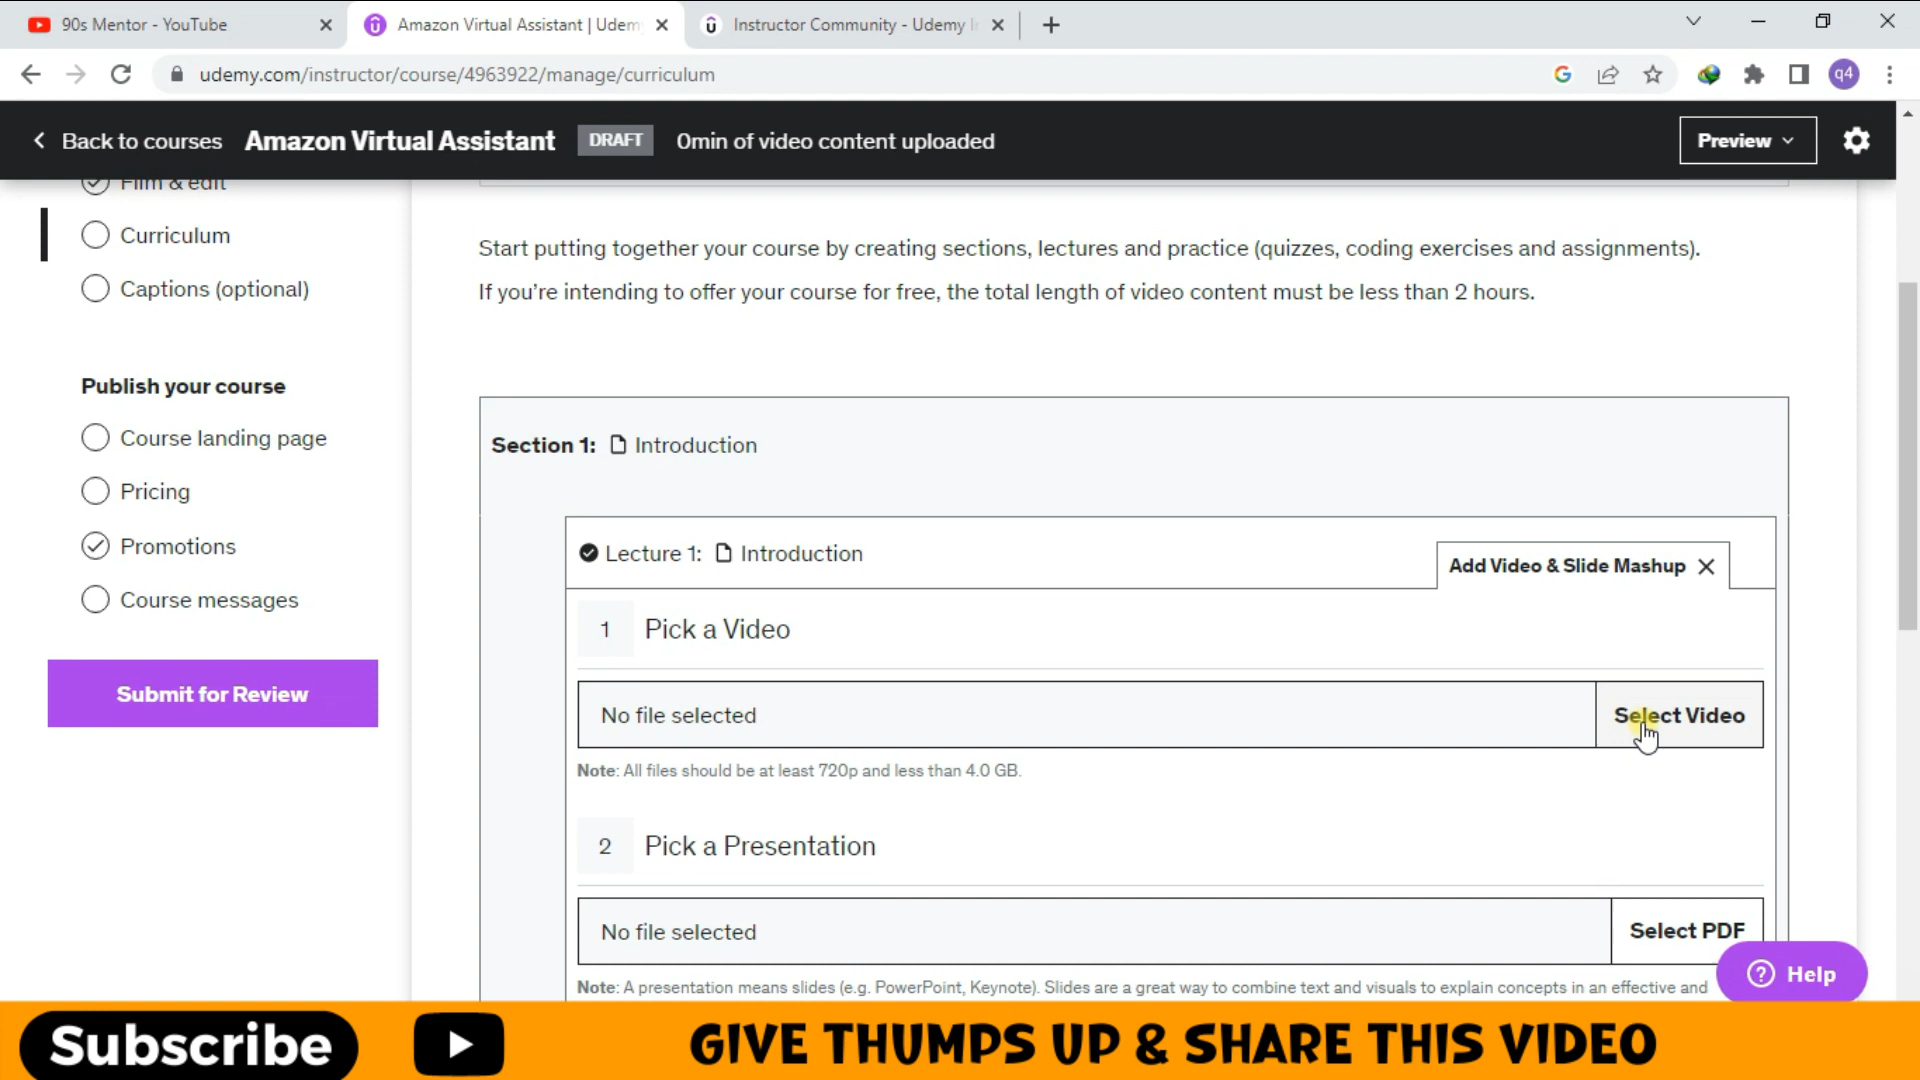 90s Mentor - YouTube
Amazon Virtual Assistant | Udem
Instructor Community - Udemy I
udemy.com/instructor/course/4963922/manage/curriculum
q4
Back to courses
Amazon Virtual Assistant
DRAFT
0min of video content uploaded
Preview
Film & edit
Curriculum
Captions (optional)
Publish your course
Course landing page
Pricing
Promotions
Course messages
Submit for Review
Start putting together your course by creating sections, lectures and practice (quizzes, coding exercises and assignments).
If you’re intending to offer your course for free, the total length of video content must be less than 2 hours.
Section 1: Introduction
Lecture 1: Introduction
Add Video & Slide Mashup
1 Pick a Video
No file selected
Select Video
Note: All files should be at least 720p and less than 4.0 GB.
2 Pick a Presentation
No file selected
Select PDF
Note: A presentation means slides (e.g. PowerPoint, Keynote). Slides are a great way to combine text and visuals to explain concepts in an effective and
Help
Subscribe
GIVE THUMPS UP & SHARE THIS VIDEO